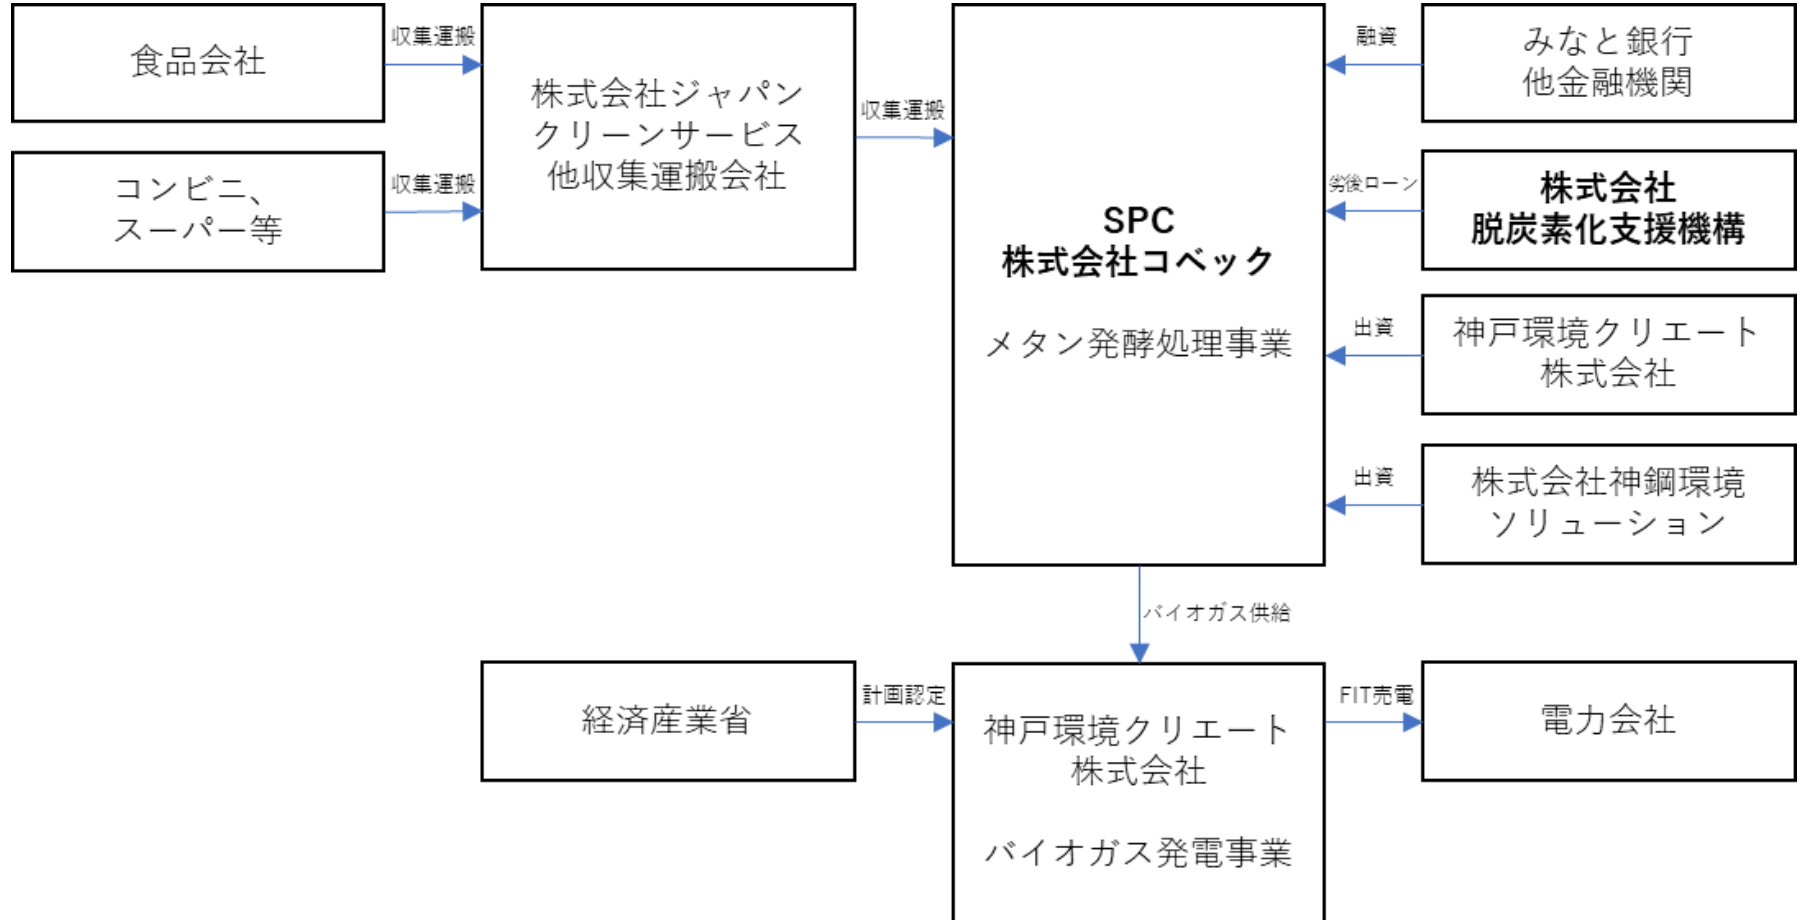 食品会社
収集運搬
コンビニ、
スーパー等
収集運搬
株式会社ジャパン
クリーンサービス
他収集運搬会社
収集運搬
SPC
株式会社コベック
メタン発酵処理事業
融資
みなと銀行
他金融機関
劣後ローン
株式会社
脱炭素化支援機構
出資
神戸環境クリエート
株式会社
出資
株式会社神鋼環境
ソリューション
バイオガス供給
経済産業省
計画認定
神戸環境クリエート
株式会社
バイオガス発電事業
FIT売電
電力会社